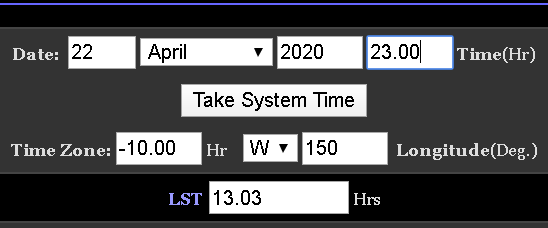 Date: 22 April 2020 23.00 Time(Hr)
Take System Time
Time Zone: -10.00 Hr W 150 Longitude(Deg.)
LST 13.03 Hrs